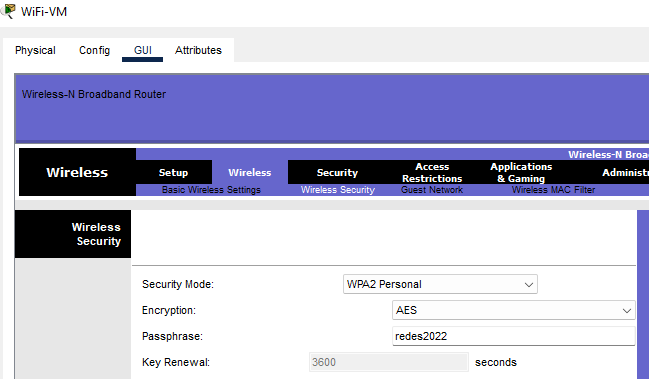 WiFi-VM
Physical Config GUI Attributes
Wireless-N Broadband Router
Wireless-N Broa
Wireless Setup Wireless Security Access Restrictions Applications & Gaming Administ
Basic Wireless Settings Wireless Security Guest Network Wireless MAC Filter
Wireless
Security
Security Mode: WPA2 Personal
Encryption: AES
Passphrase: redes2022
Key Renewal: 3600 seconds